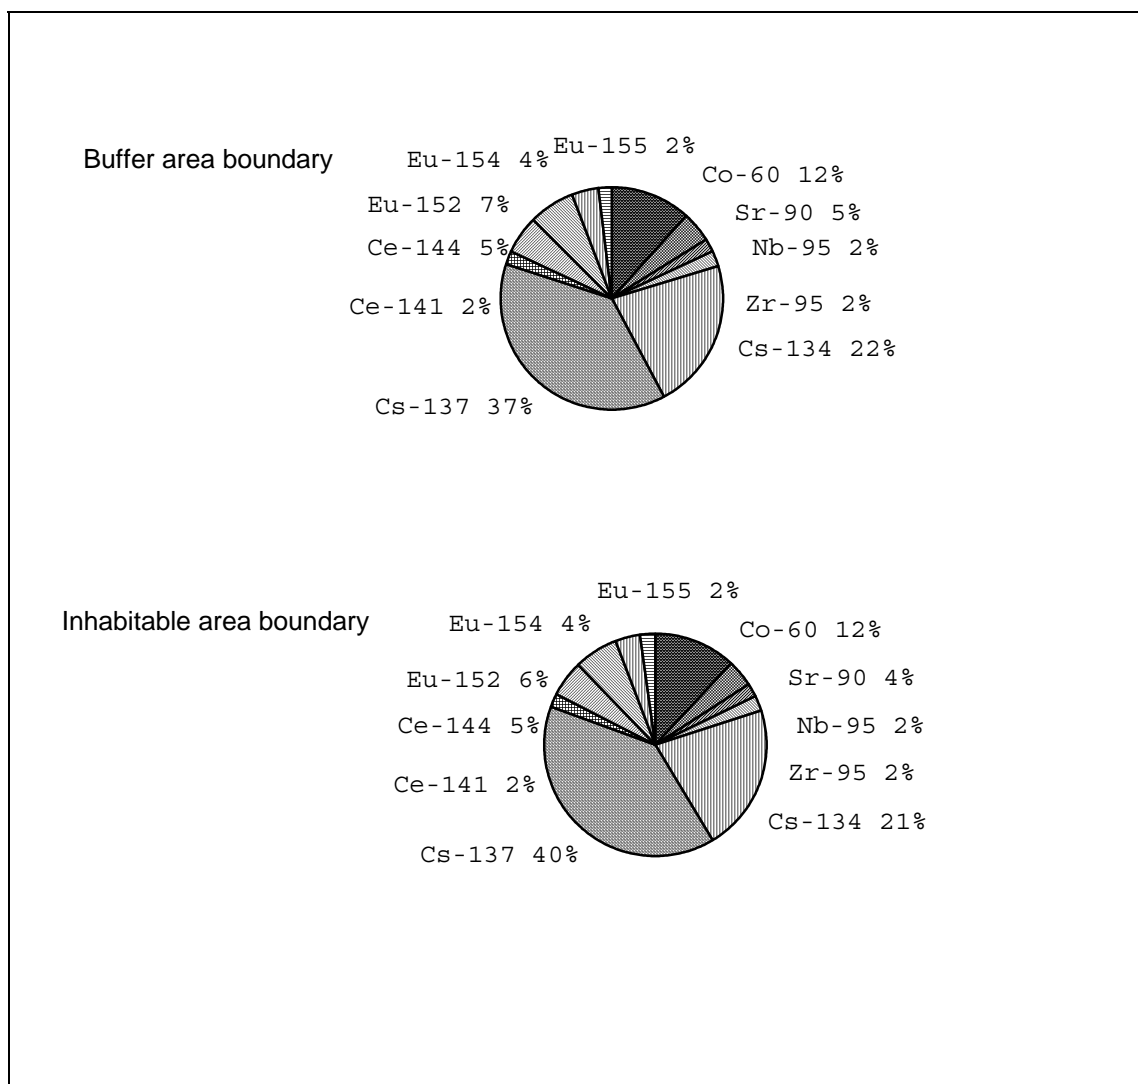 Buffer area boundary
Eu-155 2%
Eu-154 4%
Co-60 12%
Eu-152 7%
Sr-90 5%
Ce-144 5%
Nb-95 2%
Ce-141 2%
Zr-95 2%
Cs-134 22%
Cs-137 37%
Inhabitable area boundary
Eu-155 2%
Eu-154 4%
Co-60 12%
Eu-152 6%
Sr-90 4%
Ce-144 5%
Nb-95 2%
Ce-141 2%
Zr-95 2%
Cs-134 21%
Cs-137 40%